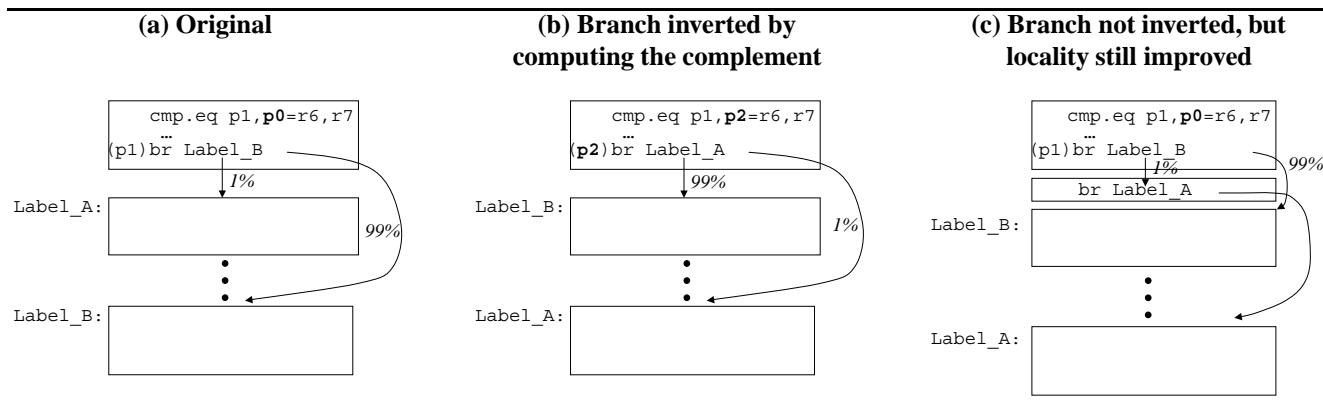 (a) Original
cmp.eq p1,p0=r6,r7
…
(p1)br Label_B
1%
Label_A:
99%
Label_B:
(b) Branch inverted by
computing the complement
cmp.eq p1,p2=r6,r7
…
(p2)br Label_A
99%
Label_B:
1%
Label_A:
(c) Branch not inverted, but
locality still improved
cmp.eq p1,p0=r6,r7
…
(p1)br Label_B
1%
99%
br Label_A
Label_B:
Label_A: